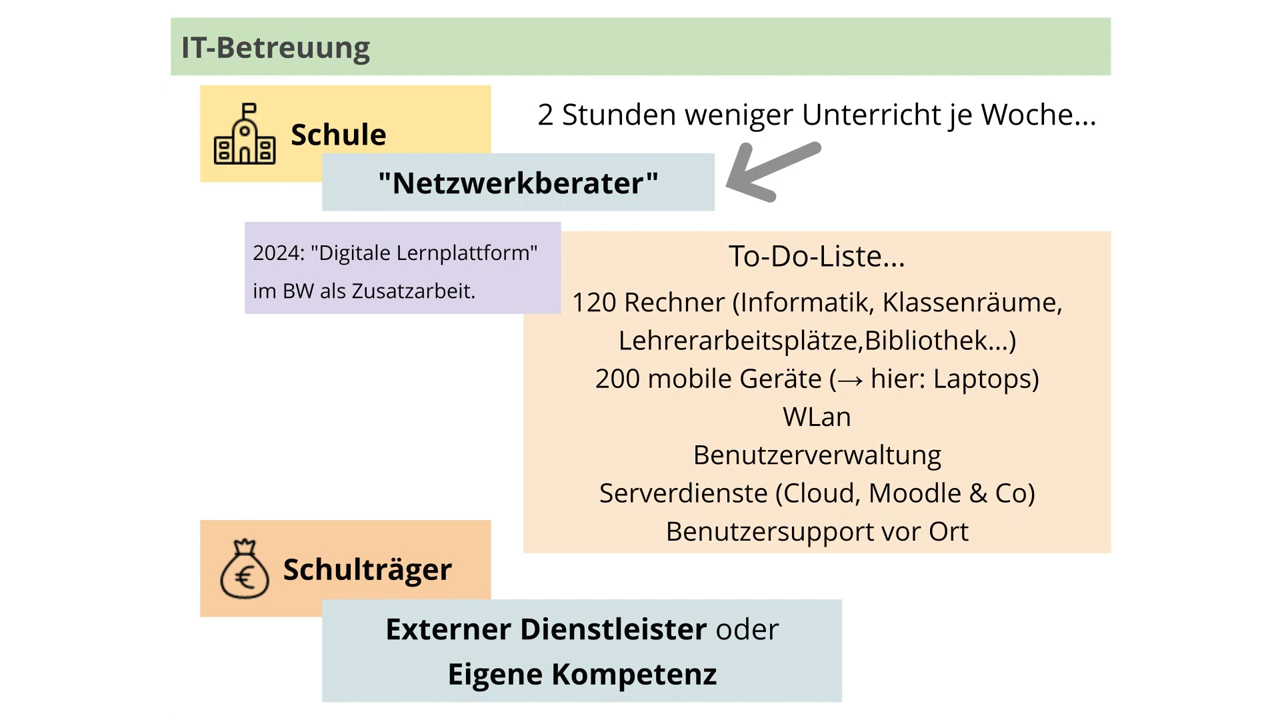 IT-Betreuung
Schule
2 Stunden weniger Unterricht je Woche...
"Netzwerkberater"
2024: "Digitale Lernplattform"
im BW als Zusatzarbeit.
To-Do-Liste...
120 Rechner (Informatik, Klassenräume,
Lehrerarbeitsplätze,Bibliothek...)
200 mobile Geräte (→ hier: Laptops)
WLan
Benutzerverwaltung
Serverdienste (Cloud, Moodle & Co)
Benutzersupport vor Ort
€
Schulträger
Externer Dienstleister oder
Eigene Kompetenz